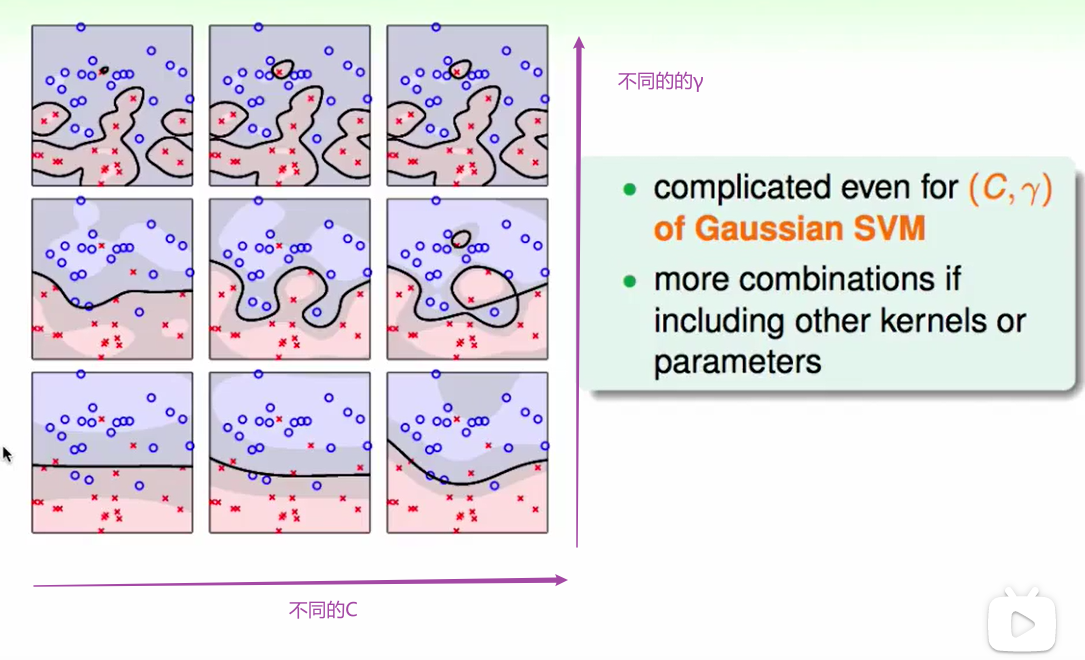 不同的的γ
• complicated even for (C, γ)
of Gaussian SVM
• more combinations if
including other kernels or
parameters
不同的C